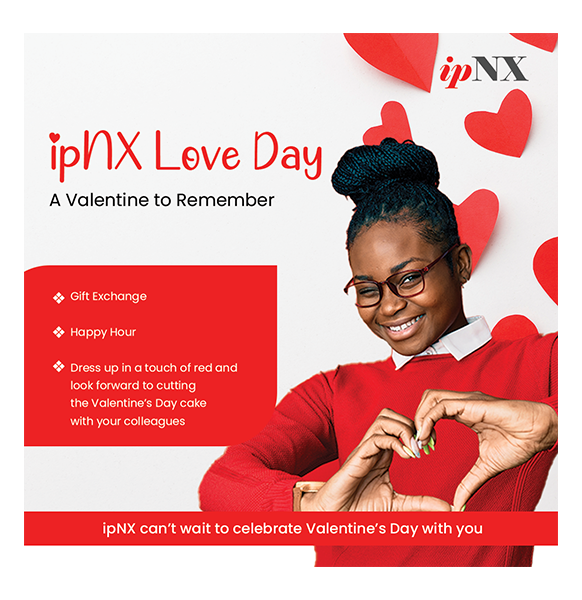 ipNX
ipNX Love Day
A Valentine to Remember
Gift Exchange
Happy Hour
Dress up in a touch of red and
look forward to cutting
the Valentine's Day cake
with your colleagues
ipNX can't wait to celebrate Valentine's Day with you